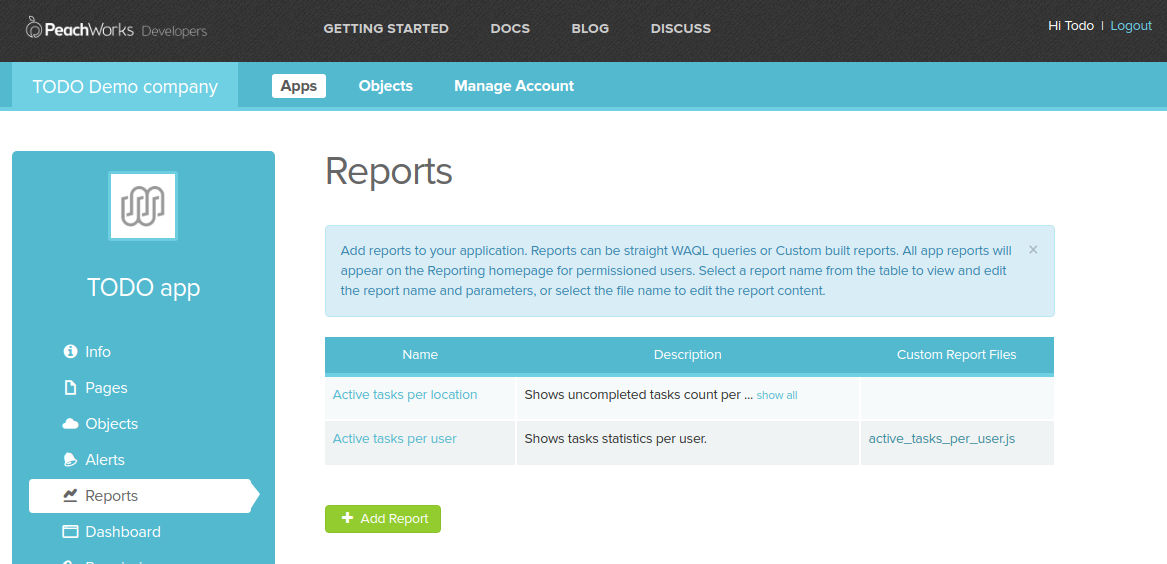 PeachWorks Developers GETTING STARTED DOCS BLOG DISCUSS Hi Todo | Logout
TODO Demo company Apps Objects Manage Account
TODO app
Info
Pages
Objects
Alerts
Reports
Dashboard
Reports
Add reports to your application. Reports can be straight WAQL queries or Custom built reports. All app reports will
appear on the Reporting homepage for permissioned users. Select a report name from the table to view and edit
the report name and parameters, or select the file name to edit the report content.
×
Name Description Custom Report Files
Active tasks per location Shows uncompleted tasks count per ... show all
Active tasks per user Shows tasks statistics per user. active_tasks_per_user.js
+ Add Report